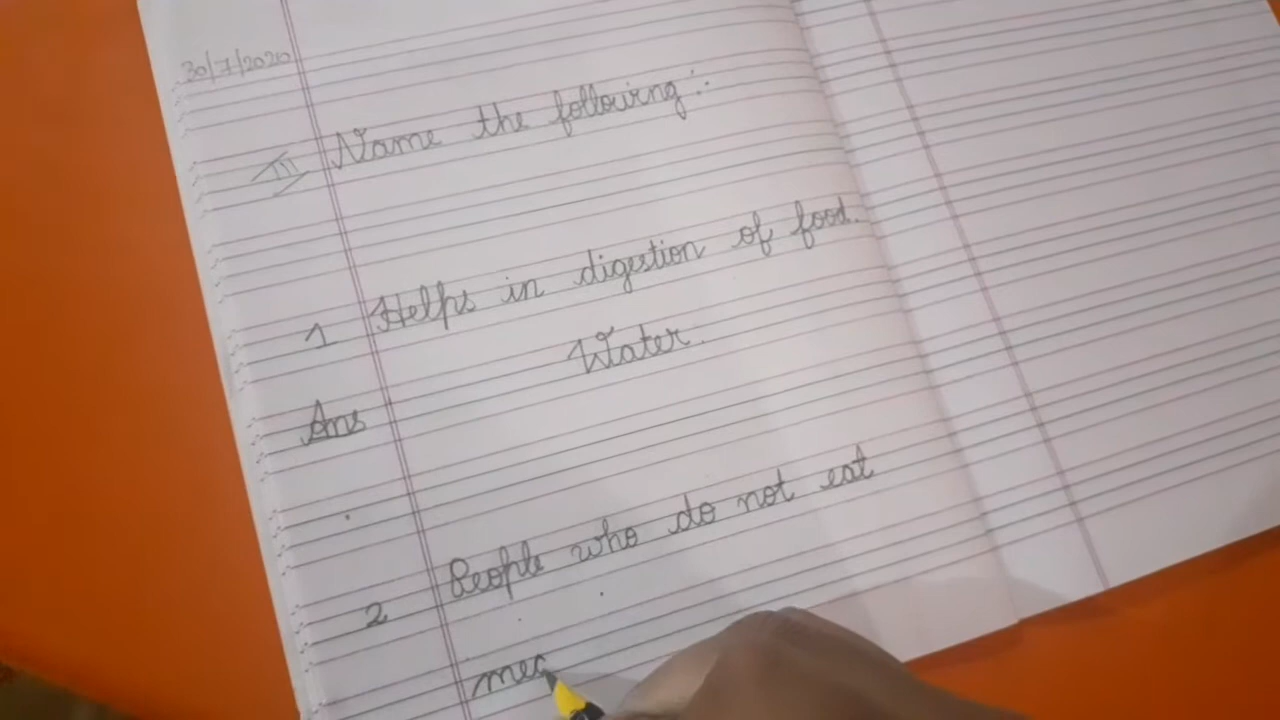 30/7/2020
III Name the following :-
1 Helps in digestion of food.
Water.
Ans
2 People who do not eat
mea